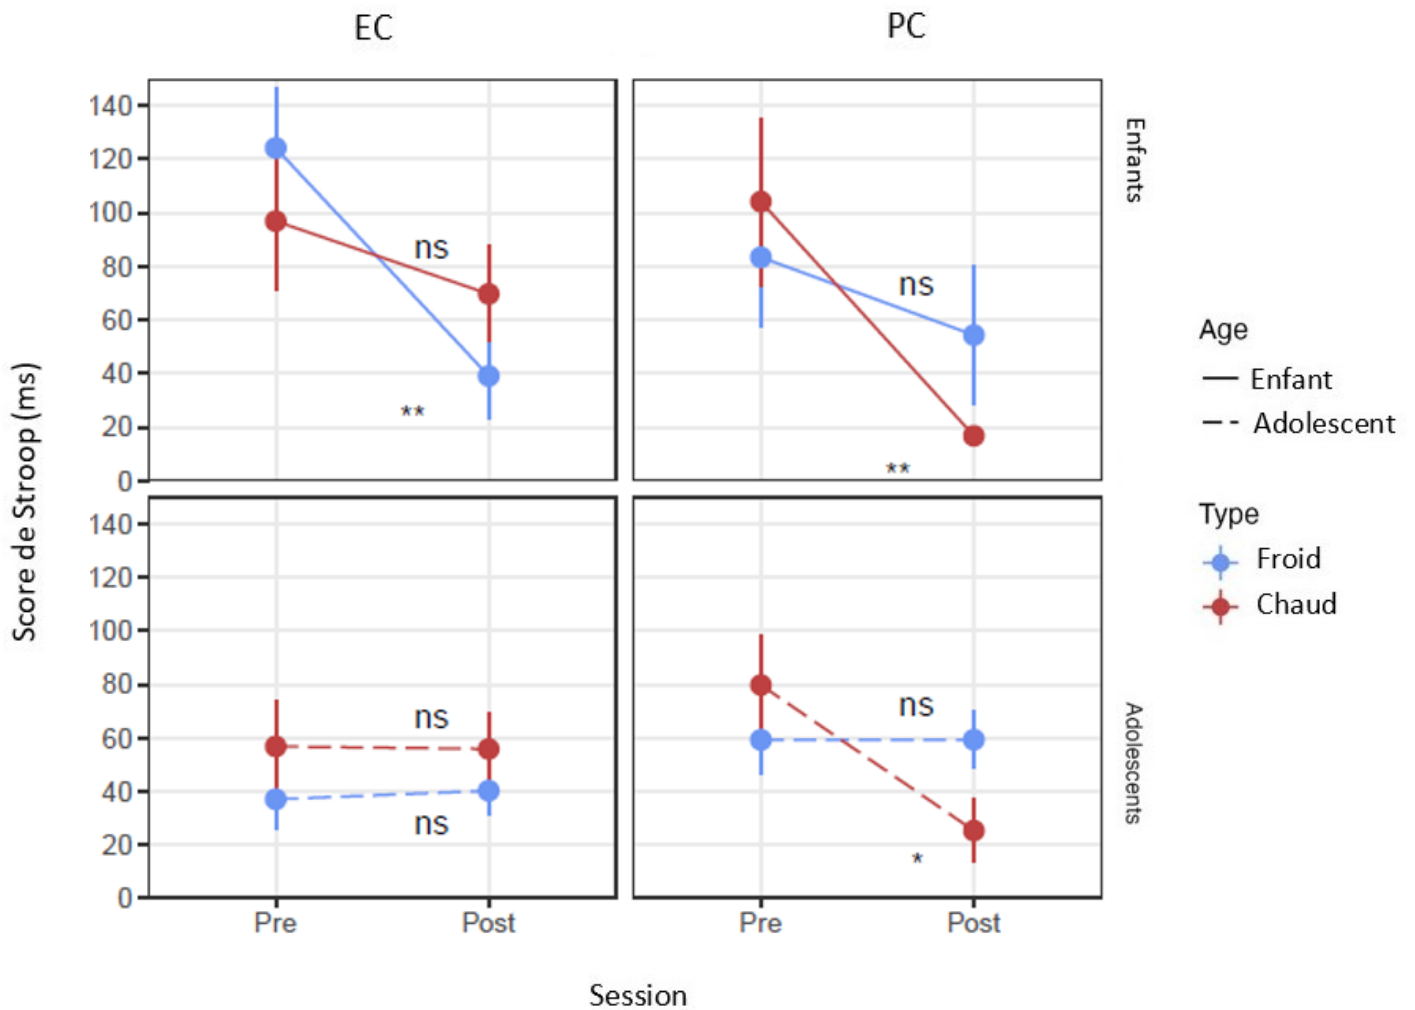 EC
PC
140
120
100
80
60
40
20
0
ns
**
ns
**
Enfants
140
120
100
80
60
40
20
0
ns
ns
ns
*
Adolescents
Pre
Post
Pre
Post
Score de Stroop (ms)
Session
Age
Enfant
Adolescent
Type
Froid
Chaud